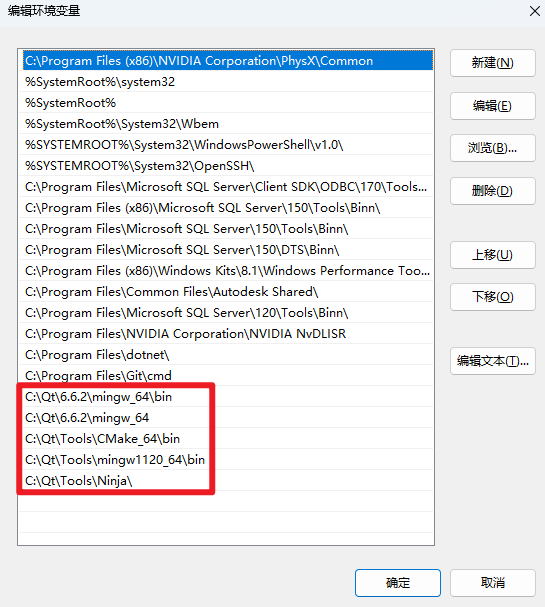 编辑环境变量
C:\Program Files (x86)\NVIDIA Corporation\PhysX\Common
新建(N)
%SystemRoot%\system32
%SystemRoot%
编辑(E)
%SystemRoot%\System32\Wbem
%SYSTEMROOT%\System32\WindowsPowerShell\v1.0\
浏览(B)...
%SYSTEMROOT%\System32\OpenSSH\
C:\Program Files\Microsoft SQL Server\Client SDK\ODBC\170\Tools...
删除(D)
C:\Program Files (x86)\Microsoft SQL Server\150\Tools\Binn\
C:\Program Files\Microsoft SQL Server\150\Tools\Binn\
C:\Program Files\Microsoft SQL Server\150\DTS\Binn\
上移(U)
C:\Program Files (x86)\Windows Kits\8.1\Windows Performance Too...
C:\Program Files\Common Files\Autodesk Shared\
下移(O)
C:\Program Files\Microsoft SQL Server\120\Tools\Binn\
C:\Program Files\NVIDIA Corporation\NVIDIA NvDLISR
C:\Program Files\dotnet\
编辑文本(T)...
C:\Program Files\Git\cmd
C:\Qt\6.6.2\mingw_64\bin
C:\Qt\6.6.2\mingw_64
C:\Qt\Tools\CMake_64\bin
C:\Qt\Tools\mingw1120_64\bin
C:\Qt\Tools\Ninja\
确定
取消